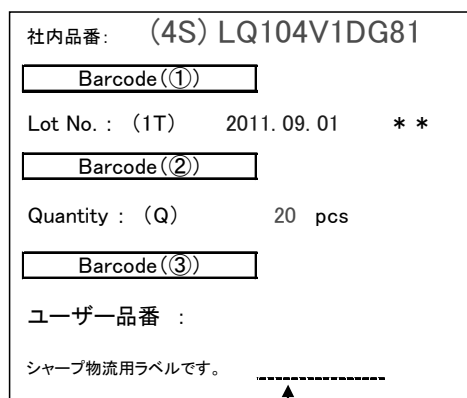 社内品番: (4S) LQ104V1DG81
Barcode(①)
Lot No. : (1T) 2011.09.01 * *
Barcode(②)
Quantity : (Q) 20 pcs
Barcode(③)
ユーザー品番 :
シャープ物流用ラベルです。